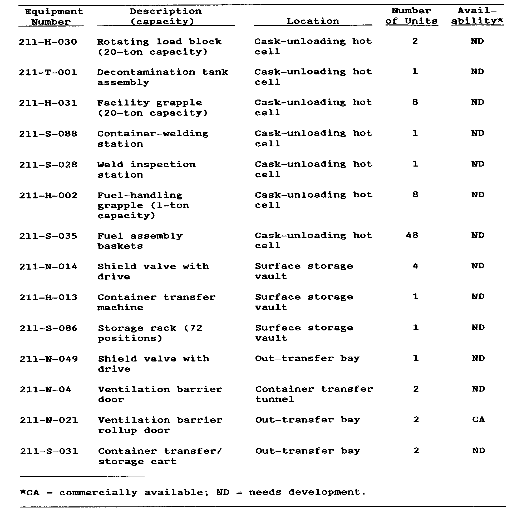 Equipment Description Number Avail-
Number (capacity) Location of Units ability*
211-H-030 Rotating load block Cask-unloading hot 2 ND
(20-ton capacity) cell
211-T-001 Decontamination tank Cask-unloading hot 1 ND
assembly cell
211-H-031 Facility grapple Cask-unloading hot 8 ND
(20-ton capacity) cell
211-S-088 Container-welding Cask-unloading hot 1 ND
station cell
211-S-028 Weld inspection Cask-unloading hot 1 ND
station cell
211-H-002 Fuel-handling Cask-unloading hot 8 ND
grapple (1-ton cell
capacity)
211-S-035 Fuel assembly Cask-unloading hot 48 ND
baskets cell
211-N-014 Shield valve with Surface storage 4 ND
drive vault
211-H-013 Container transfer Surface storage 1 ND
machine vault
211-S-086 Storage rack (72 Surface storage 1 ND
positions) vault
211-N-049 Shield valve with Out-transfer bay 1 ND
drive
211-N-04 Ventilation barrier Container transfer 2 ND
door tunnel
211-N-021 Ventilation barrier Out-transfer bay 2 CA
rollup door
211-S-031 Container transfer/ Out-transfer bay 2 ND
storage cart
*CA - commercially available; ND - needs development.